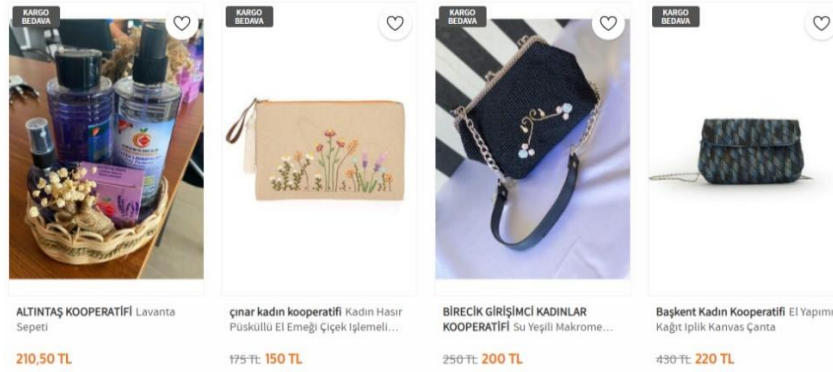 KARGO
BEDAVA
KARGO
BEDAVA
KARGO
BEDAVA
KARGO
BEDAVA
ALTINTAŞ KOOPERATİFİ Lavanta
Sepeti
210,50 TL
çınar kadın kooperatifi Kadın Hasır
Püsküllü El Emeği Çiçek Işlemeli...
175 TL 150 TL
BİRECİK GİRİŞİMCİ KADINLAR
KOOPERATİFİ Su Yeşili Makrome...
250 TL 200 TL
Başkent Kadın Kooperatifi El Yapımı
Kağıt Iplik Kanvas Çanta
430 TL 220 TL